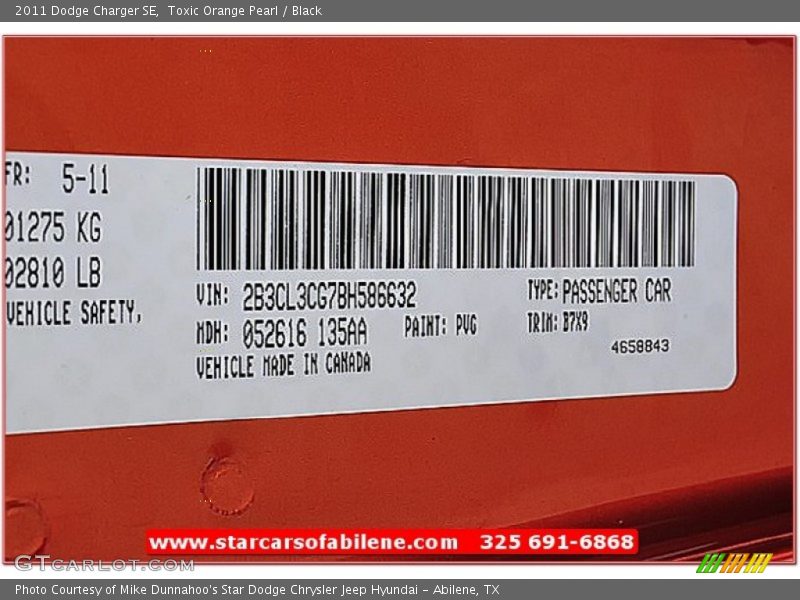 2011 Dodge Charger SE,  Toxic Orange Pearl / Black
FR: 5-11
01275 KG
02810 LB
VEHICLE SAFETY,
VIN: 2B3CL3CG7BH586632
TYPE: PASSENGER CAR
MDH: 052616 135AA
PAINT: PVG
TRIM: B7X9
VEHICLE MADE IN CANADA
4658843
www.starcarsofabilene.com 325 691-6868
GTCarLot.com
Photo Courtesy of Mike Dunnahoo's Star Dodge Chrysler Jeep Hyundai - Abilene, TX